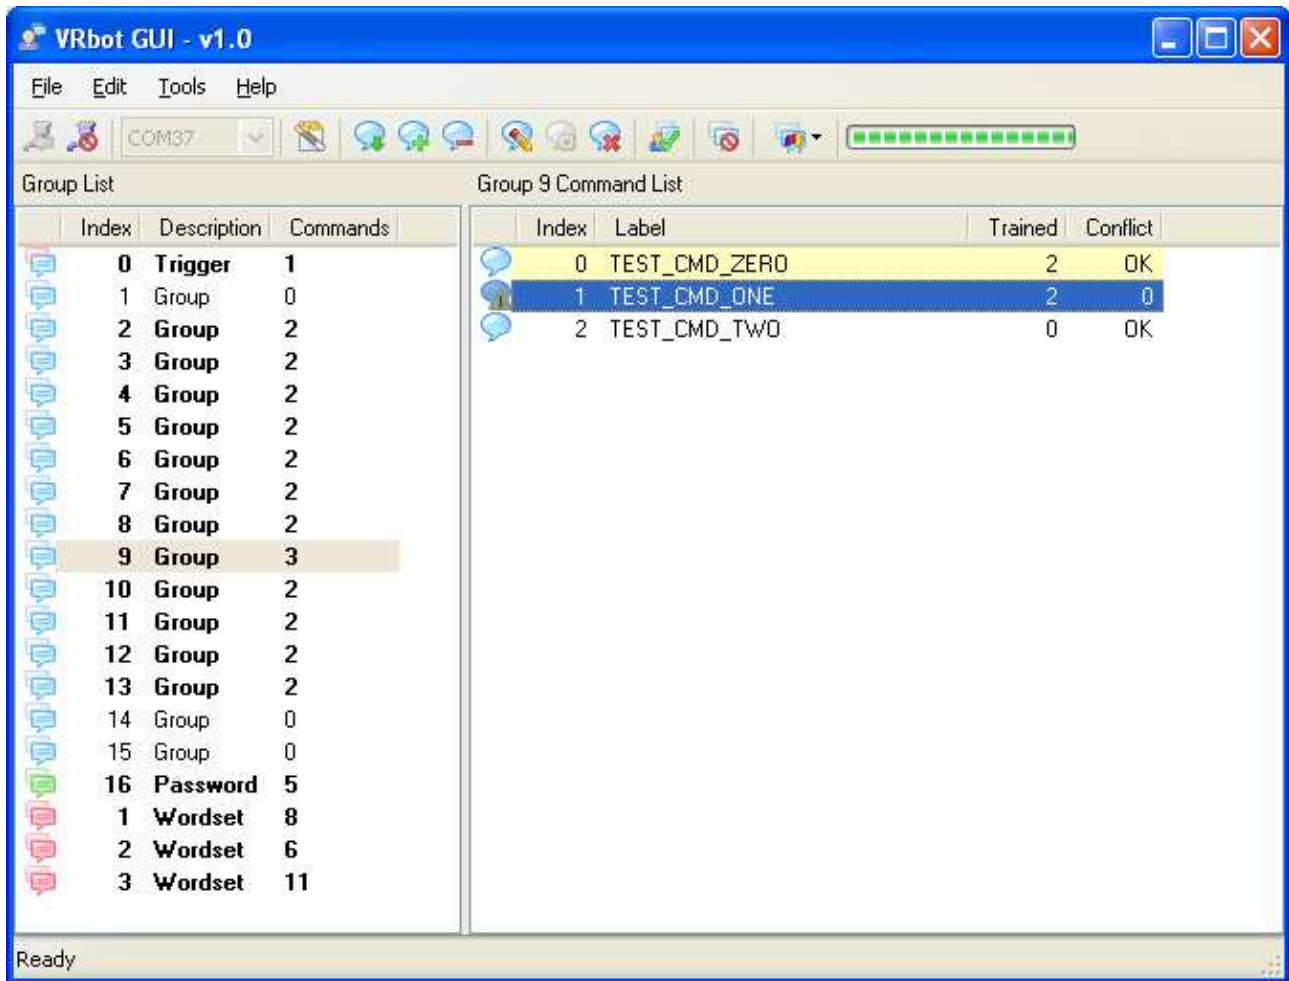 VRbot GUI - v1.0
File Edit Tools Help
COM37
Group List
Index Description Commands
0 Trigger 1
1 Group 0
2 Group 2
3 Group 2
4 Group 2
5 Group 2
6 Group 2
7 Group 2
8 Group 2
9 Group 3
10 Group 2
11 Group 2
12 Group 2
13 Group 2
14 Group 0
15 Group 0
16 Password 5
1 Wordset 8
2 Wordset 6
3 Wordset 11
Group 9 Command List
Index Label Trained Conflict
0 TEST_CMD_ZERO 2 OK
1 TEST_CMD_ONE 2 0
2 TEST_CMD_TWO 0 OK
Ready